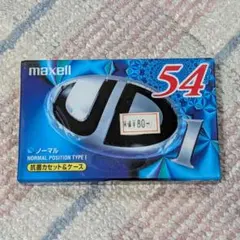 maxell
54
UD
¥80-
I
ノーマル
NORMAL POSITION TYPE I
抗菌カセット&ケース